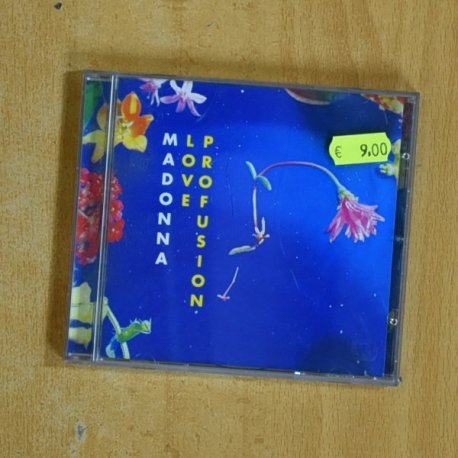 MADONNA
LOVE
PROFUSION
€ 9,00